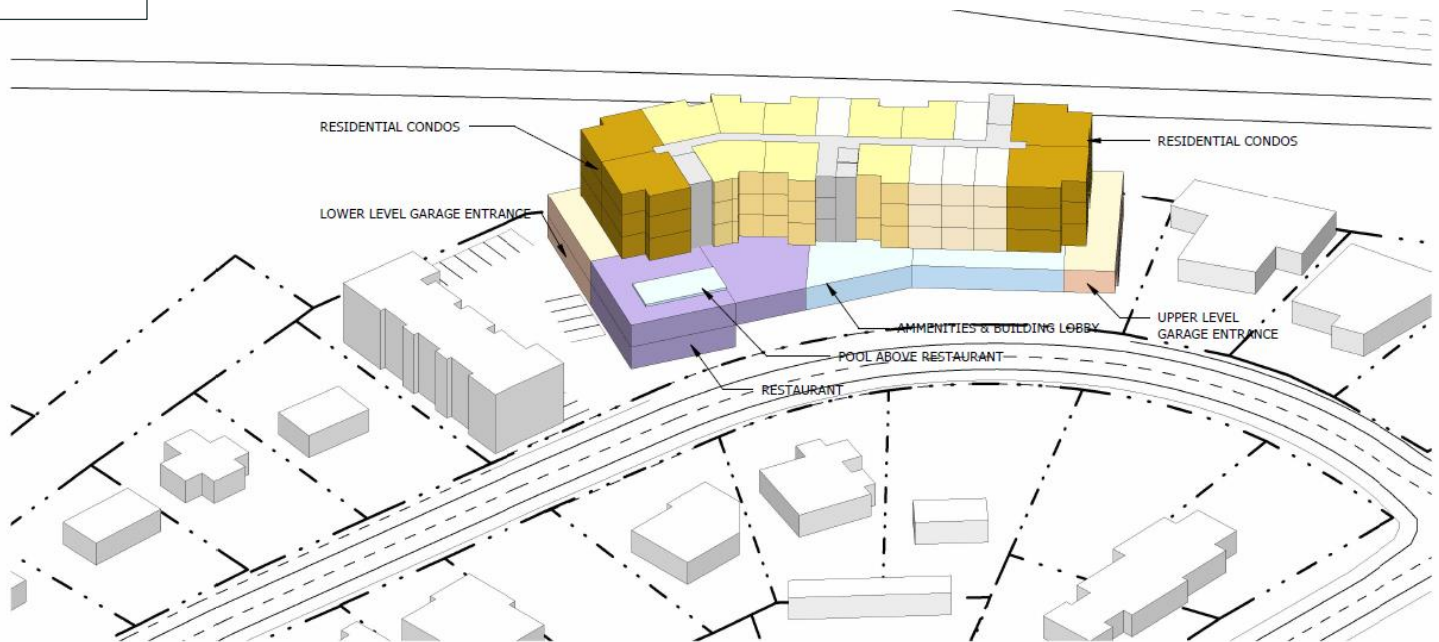 RESIDENTIAL CONDOS
RESIDENTIAL CONDOS
LOWER LEVEL GARAGE ENTRANCE
UPPER LEVEL
GARAGE ENTRANCE
AMMENITIES & BUILDING LOBBY
POOL ABOVE RESTAURANT
RESTAURANT